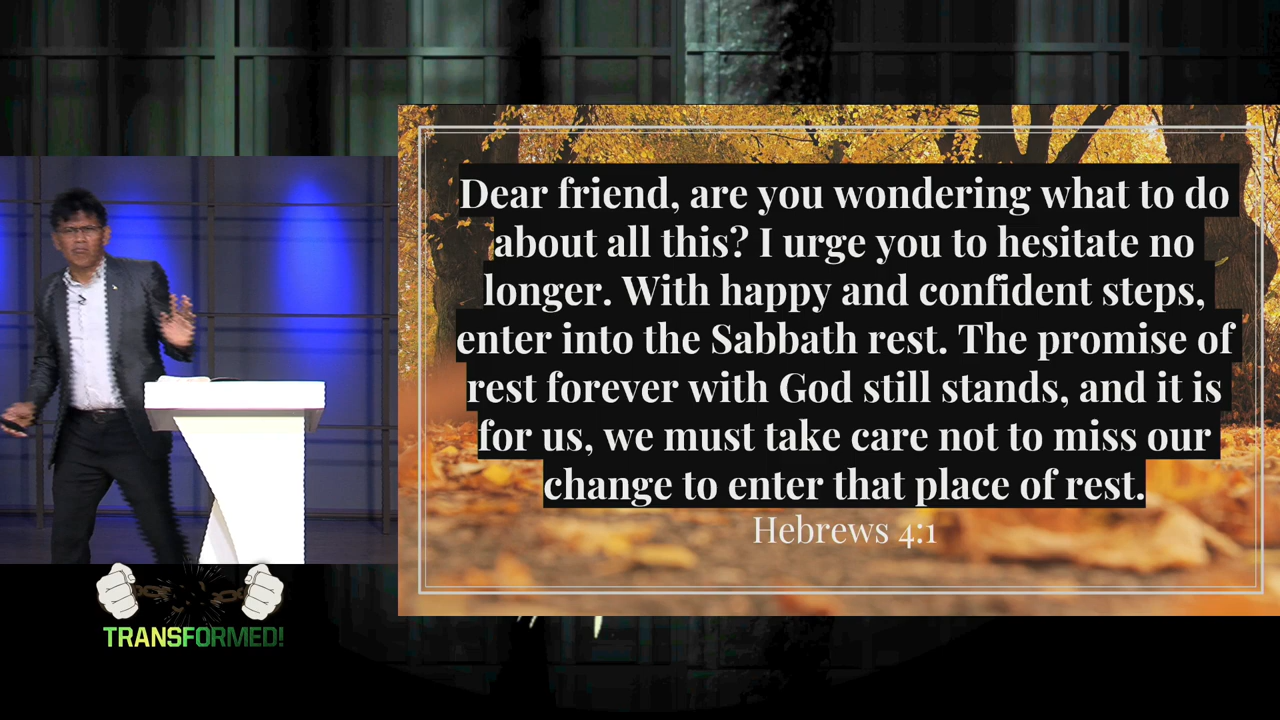 Dear friend, are you wondering what to do
about all this? I urge you to hesitate no
longer. With happy and confident steps,
enter into the Sabbath rest. The promise of
rest forever with God still stands, and it is
for us, we must take care not to miss our
change to enter that place of rest.
Hebrews 4:1
TRANSFORMED!